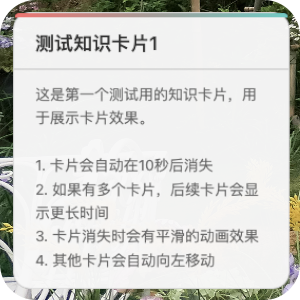 测试知识卡片1
这是第一个测试用的知识卡片，用
于展示卡片效果。
1. 卡片会自动在10秒后消失
2. 如果有多个卡片，后续卡片会显
示更长时间
3. 卡片消失时会有平滑的动画效果
4. 其他卡片会自动向左移动